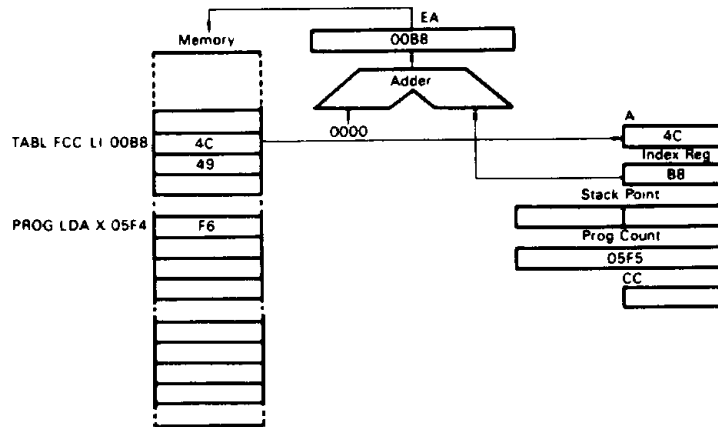 EA
Memory
00B8
Adder
A
TABL FCC LI 00B8
4C
0000
4C
49
Index Reg
B8
Stack Point
PROG LDA X 05F4
F6
Prog Count
05F5
CC